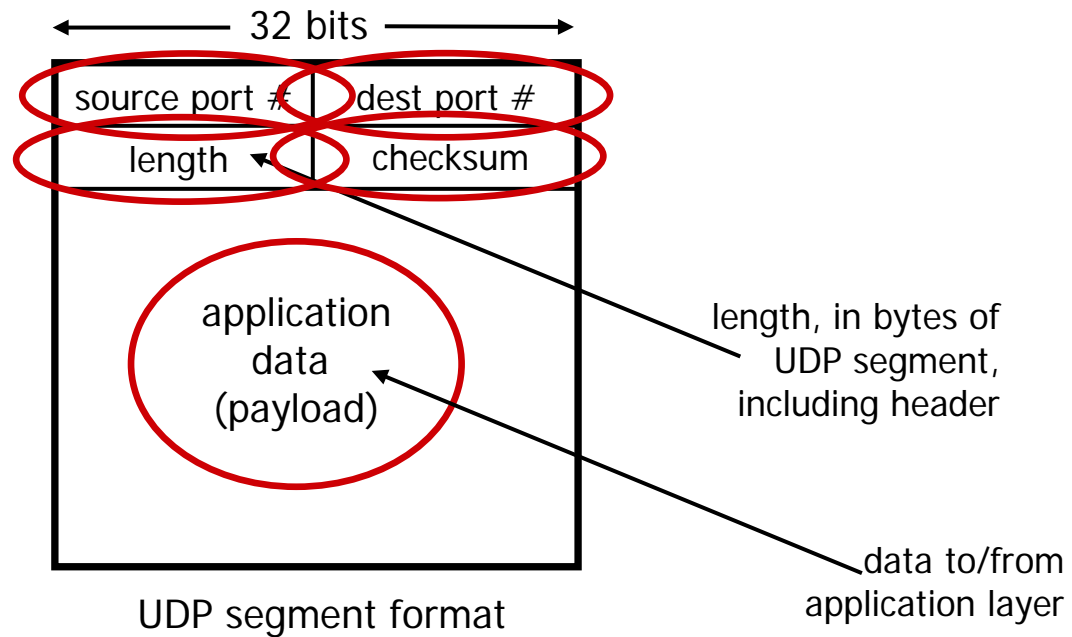 32 bits
source port #
dest port #
length
checksum
application
data
(payload)
length, in bytes of
UDP segment,
including header
data to/from
application layer
UDP segment format